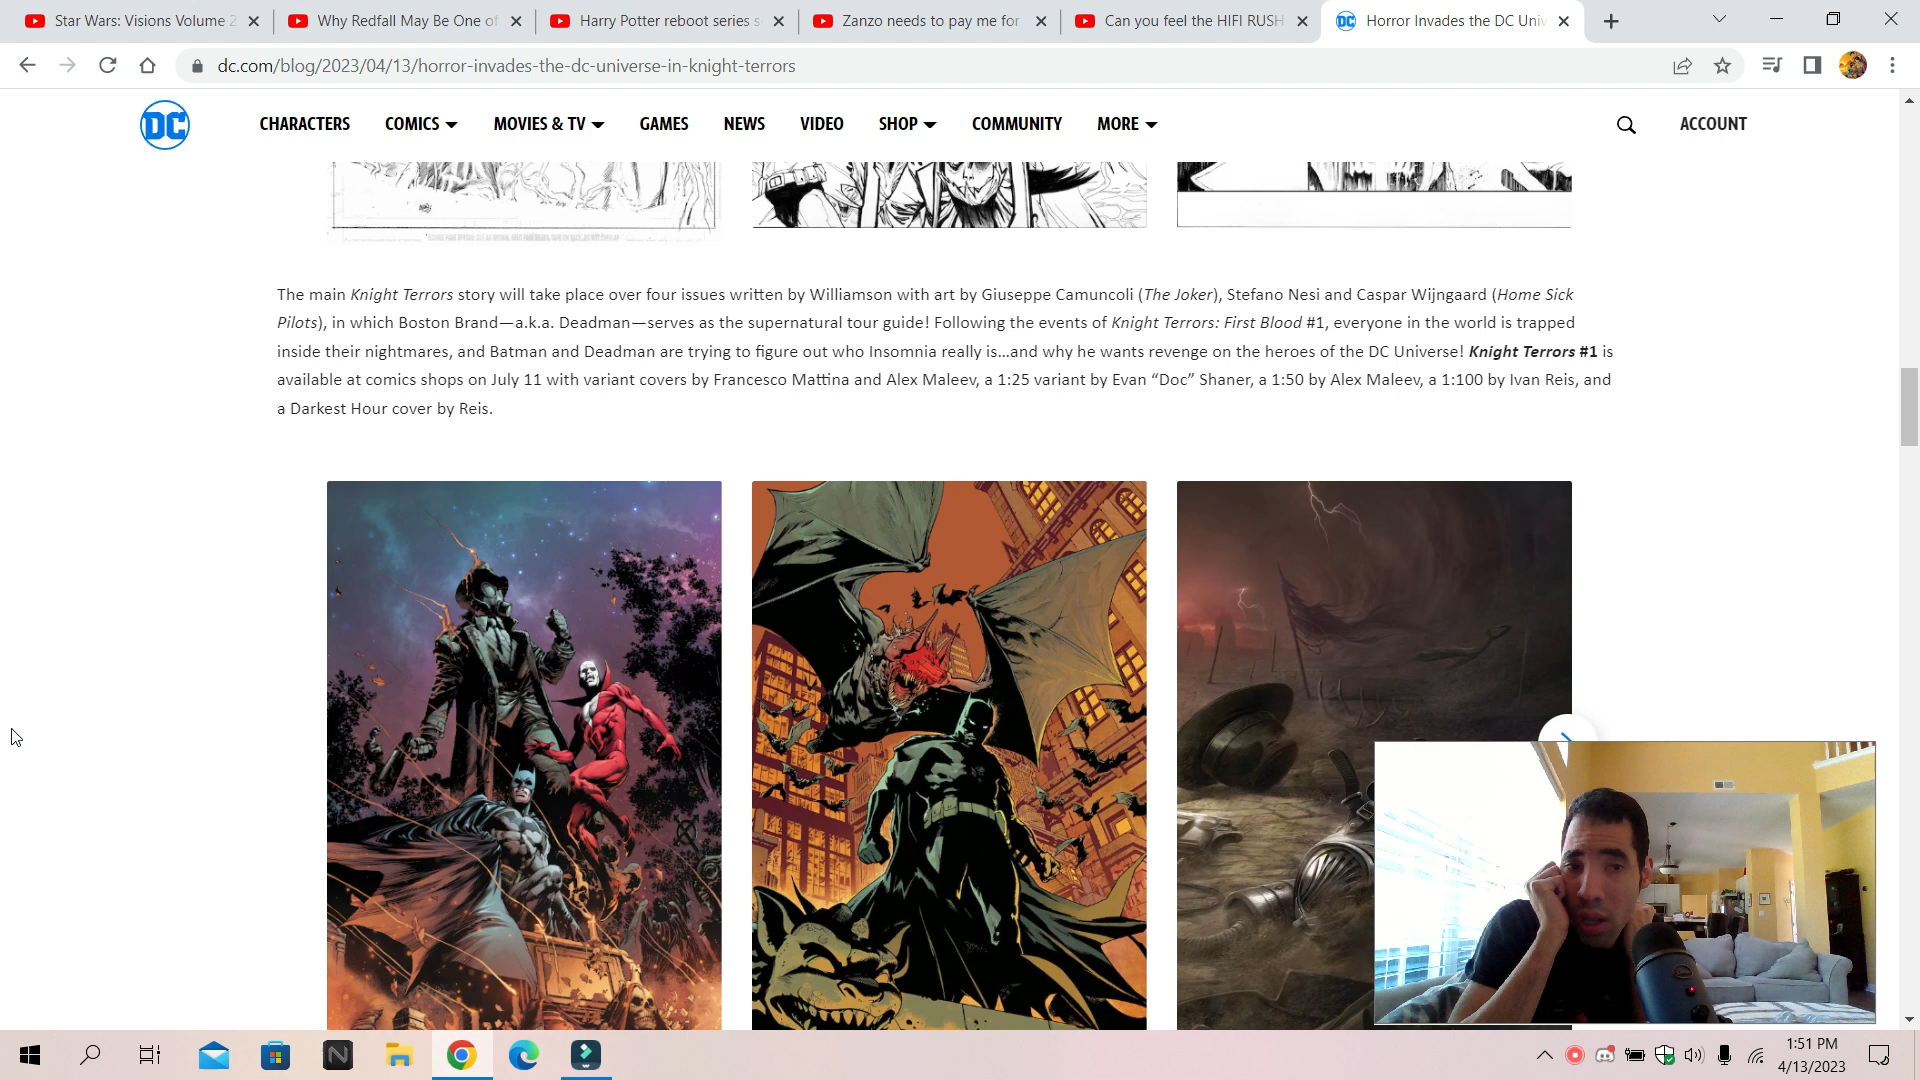 Star Wars: Visions Volume 2
Why Redfall May Be One of
Harry Potter reboot series s
Zanzo needs to pay me for
Can you feel the HIFI RUSH
Horror Invades the DC Univ
dc.com/blog/2023/04/13/horror-invades-the-dc-universe-in-knight-terrors
DC
CHARACTERS
COMICS
MOVIES & TV
GAMES
NEWS
VIDEO
SHOP
COMMUNITY
MORE
ACCOUNT
The main Knight Terrors story will take place over four issues written by Williamson with art by Giuseppe Camuncoli (The Joker), Stefano Nesi and Caspar Wijngaard (Home Sick
Pilots), in which Boston Brand—a.k.a. Deadman—serves as the supernatural tour guide! Following the events of Knight Terrors: First Blood #1, everyone in the world is trapped
inside their nightmares, and Batman and Deadman are trying to figure out who Insomnia really is…and why he wants revenge on the heroes of the DC Universe! Knight Terrors #1 is
available at comics shops on July 11 with variant covers by Francesco Mattina and Alex Maleev, a 1:25 variant by Evan “Doc” Shaner, a 1:50 by Alex Maleev, a 1:100 by Ivan Reis, and
a Darkest Hour cover by Reis.
1:51 PM
4/13/2023